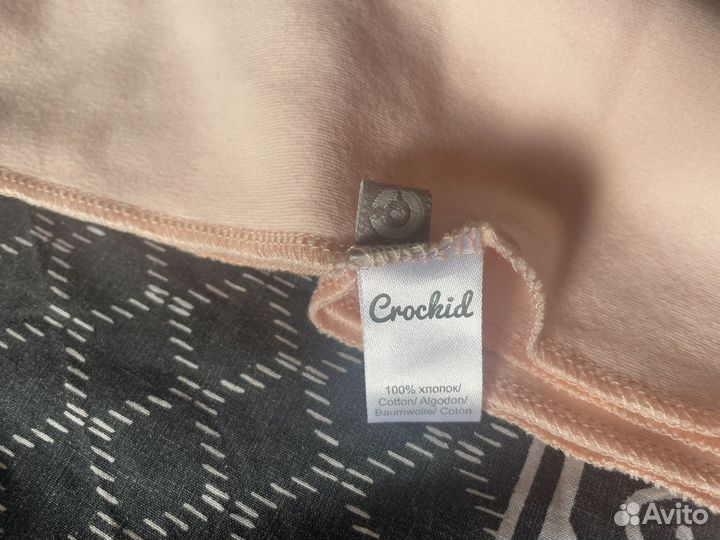 Crockid
100% хлопок/
Cotton/ Algodon/
Baumwolle/ Coton
Avito